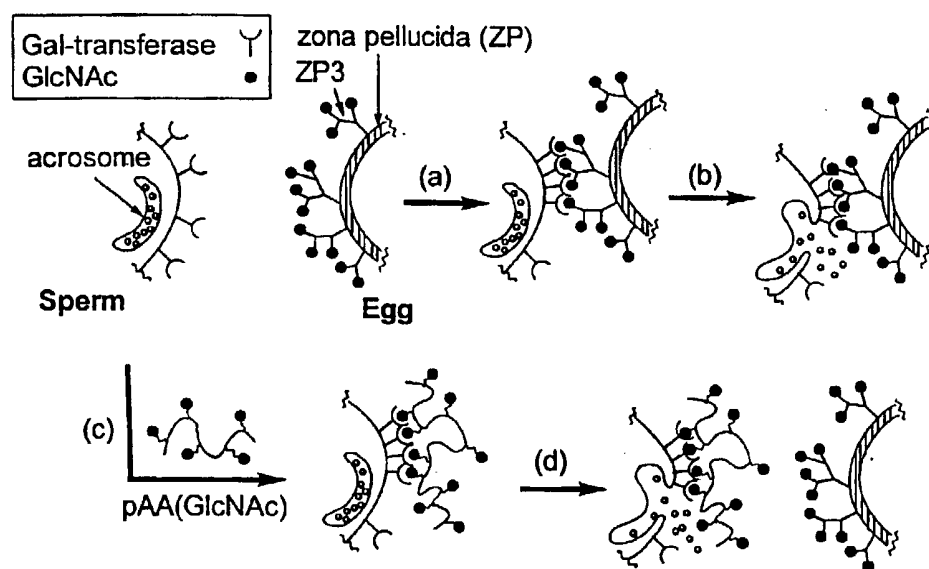 Gal-transferase
GlcNAc
zona pellucida (ZP)
ZP3
acrosome
(a)
(b)
Sperm
Egg
(c)
pAA(GlcNAc)
(d)